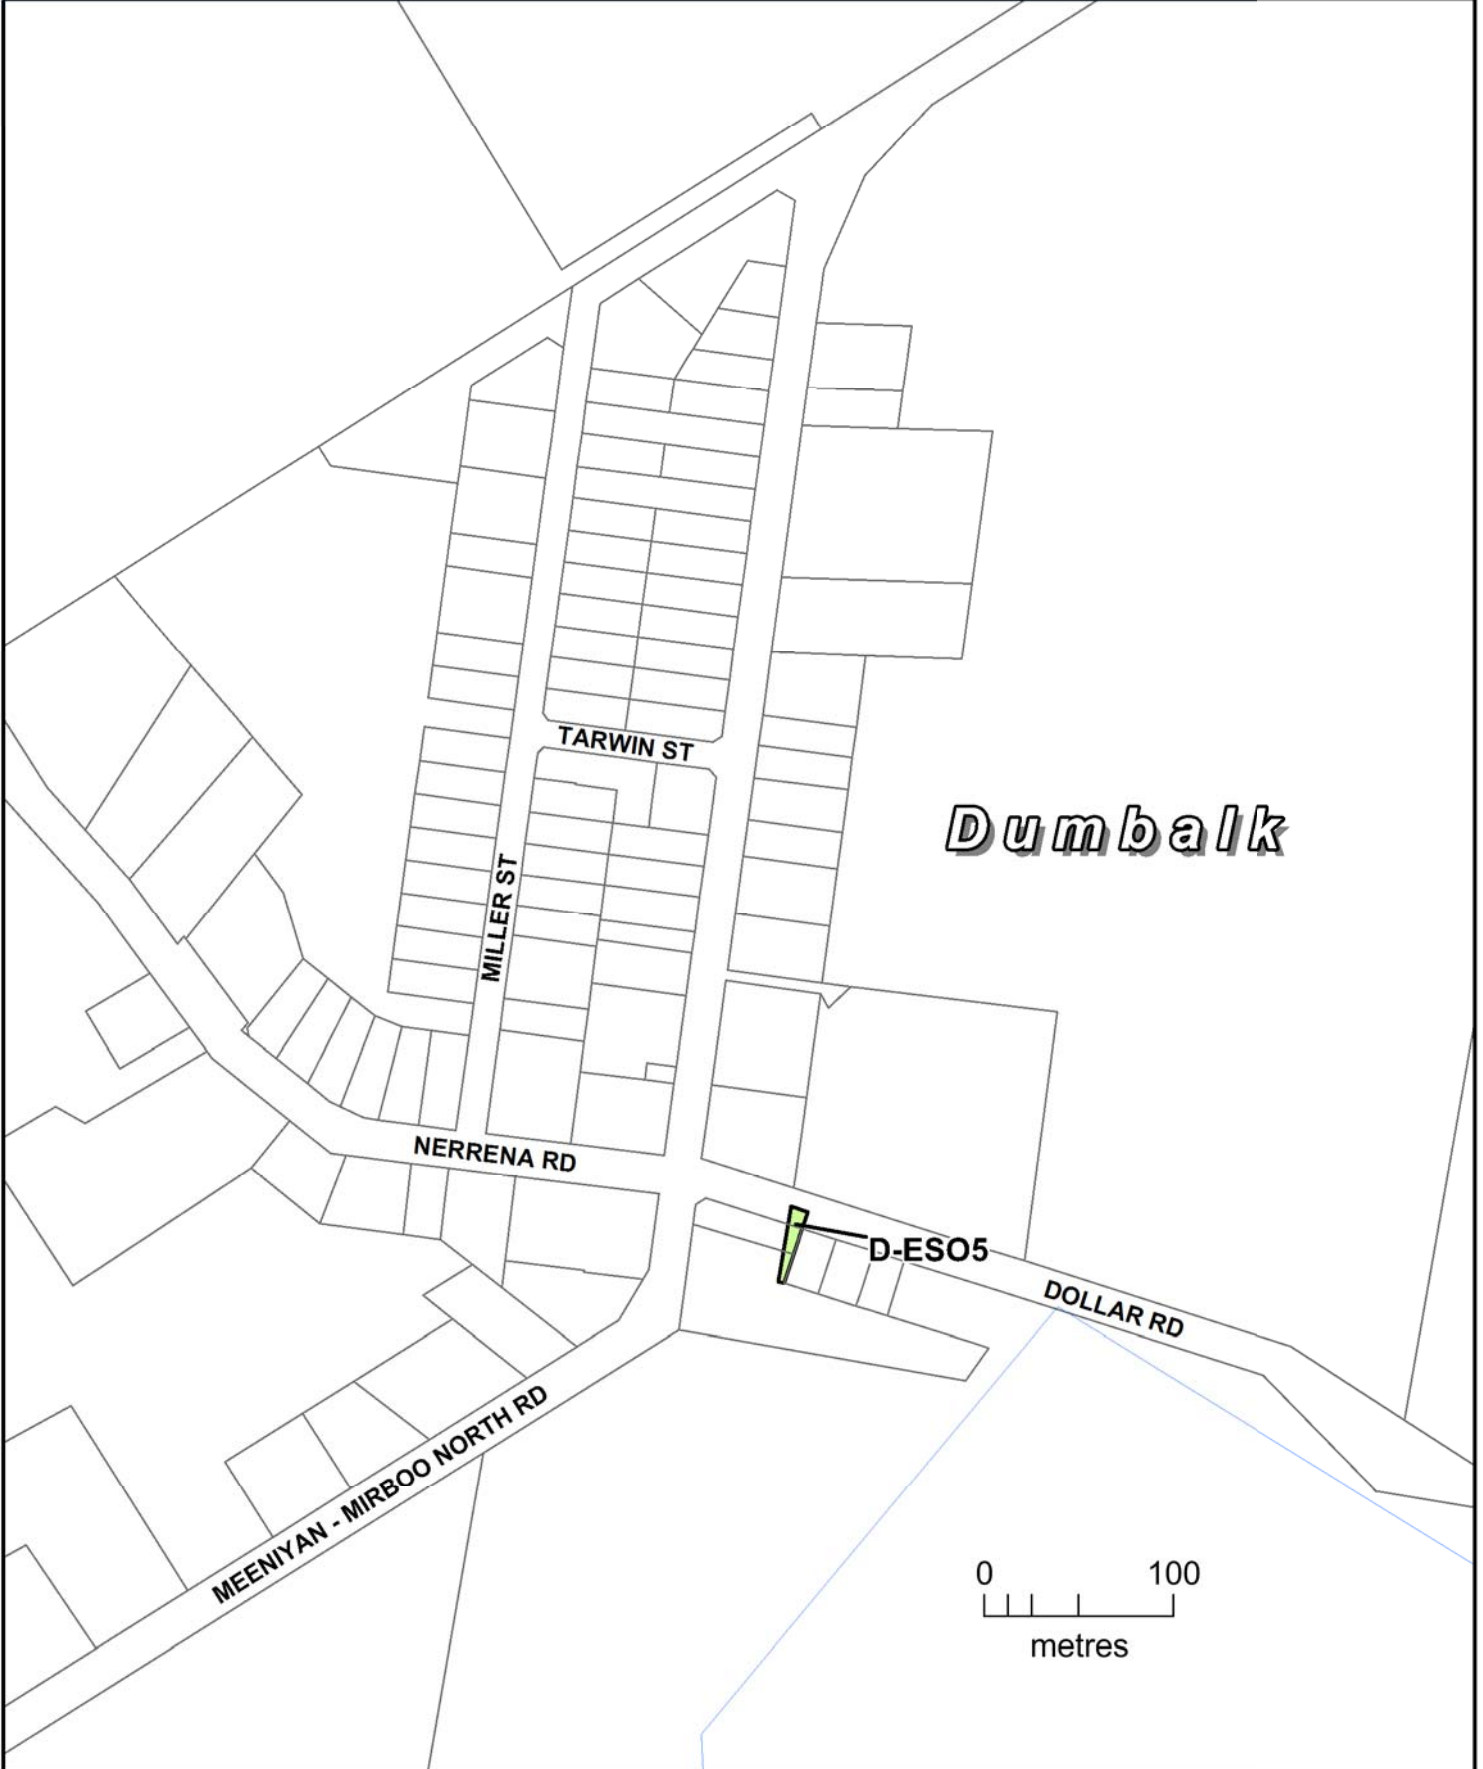 TARWIN ST
Dumbalk
MILLER ST
NERRENA RD
D-ESO5
DOLLAR RD
MEENIYAN - MIRBOO NORTH RD
0 100
metres